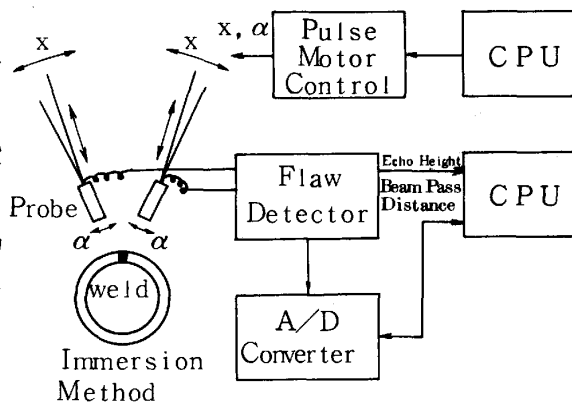 x
x
x, α
Pulse
Motor
Control
CPU
Probe
α
α
Flaw
Detector
Echo Height
Beam Pass
Distance
CPU
weld
A/D
Converter
Immersion
Method